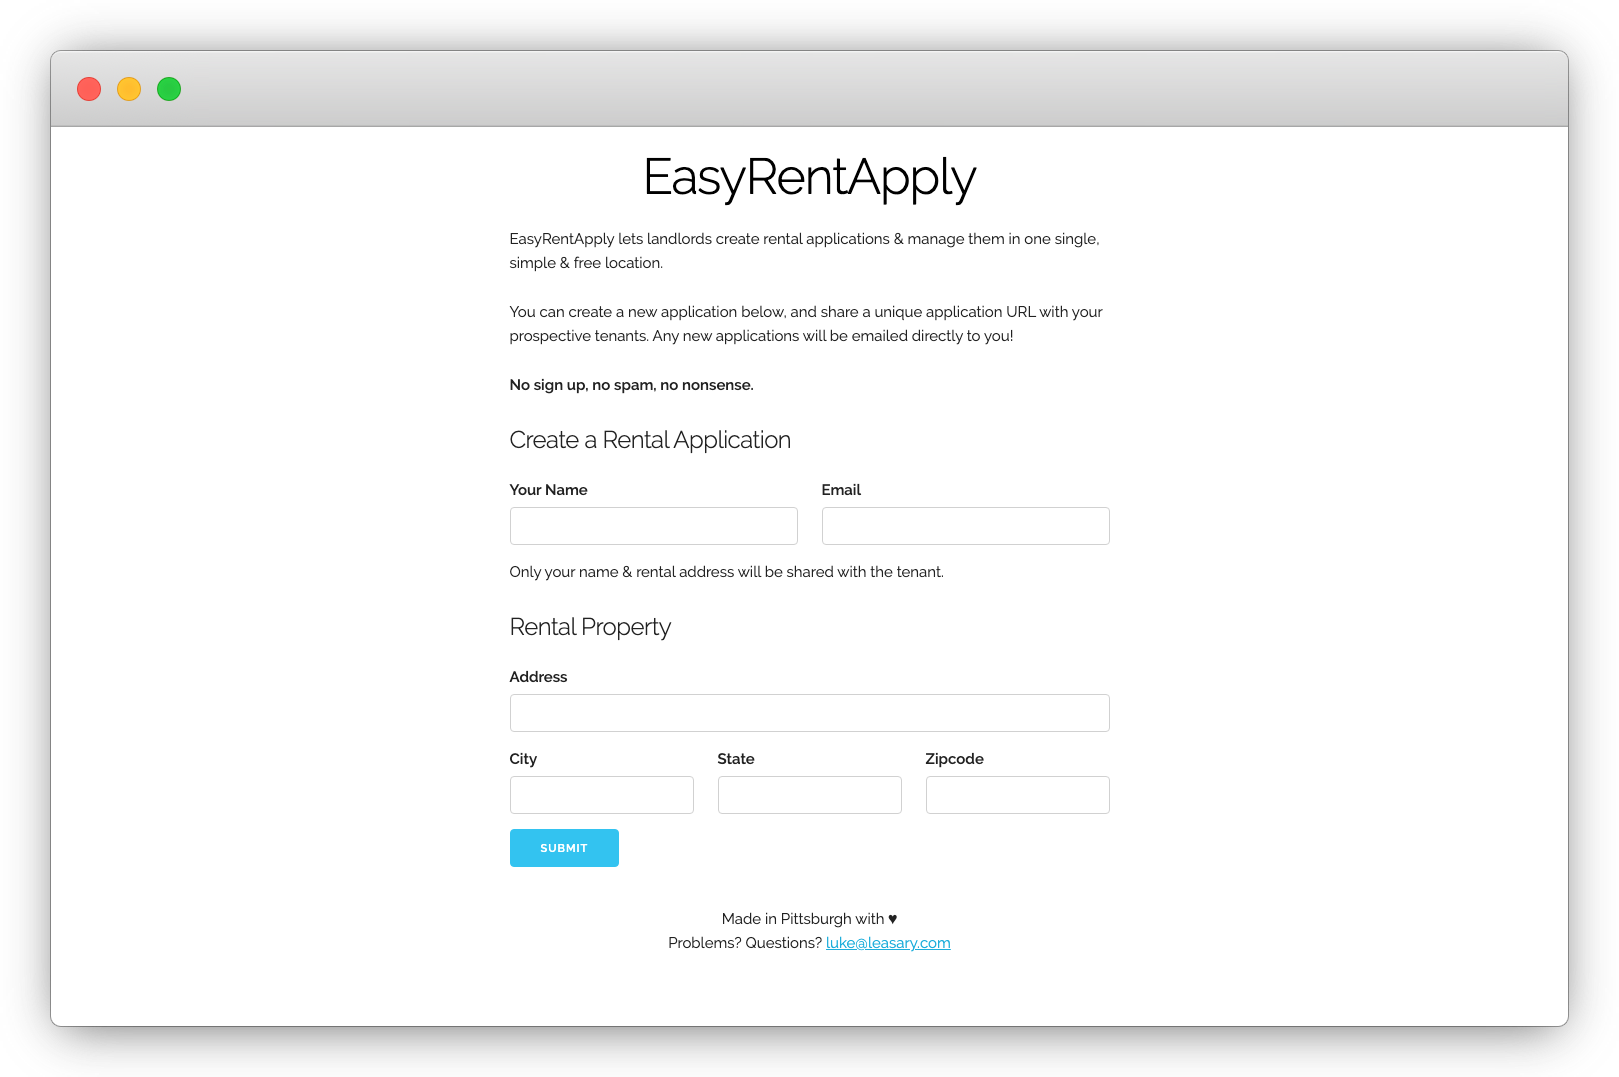 EasyRentApply
EasyRentApply lets landlords create rental applications & manage them in one single,
simple & free location.
You can create a new application below, and share a unique application URL with your
prospective tenants. Any new applications will be emailed directly to you!
No sign up, no spam, no nonsense.
Create a Rental Application
Your Name Email
Only your name & rental address will be shared with the tenant.
Rental Property
Address
City State Zipcode
SUBMIT
Made in Pittsburgh with ♥
Problems? Questions? luke@leasary.com